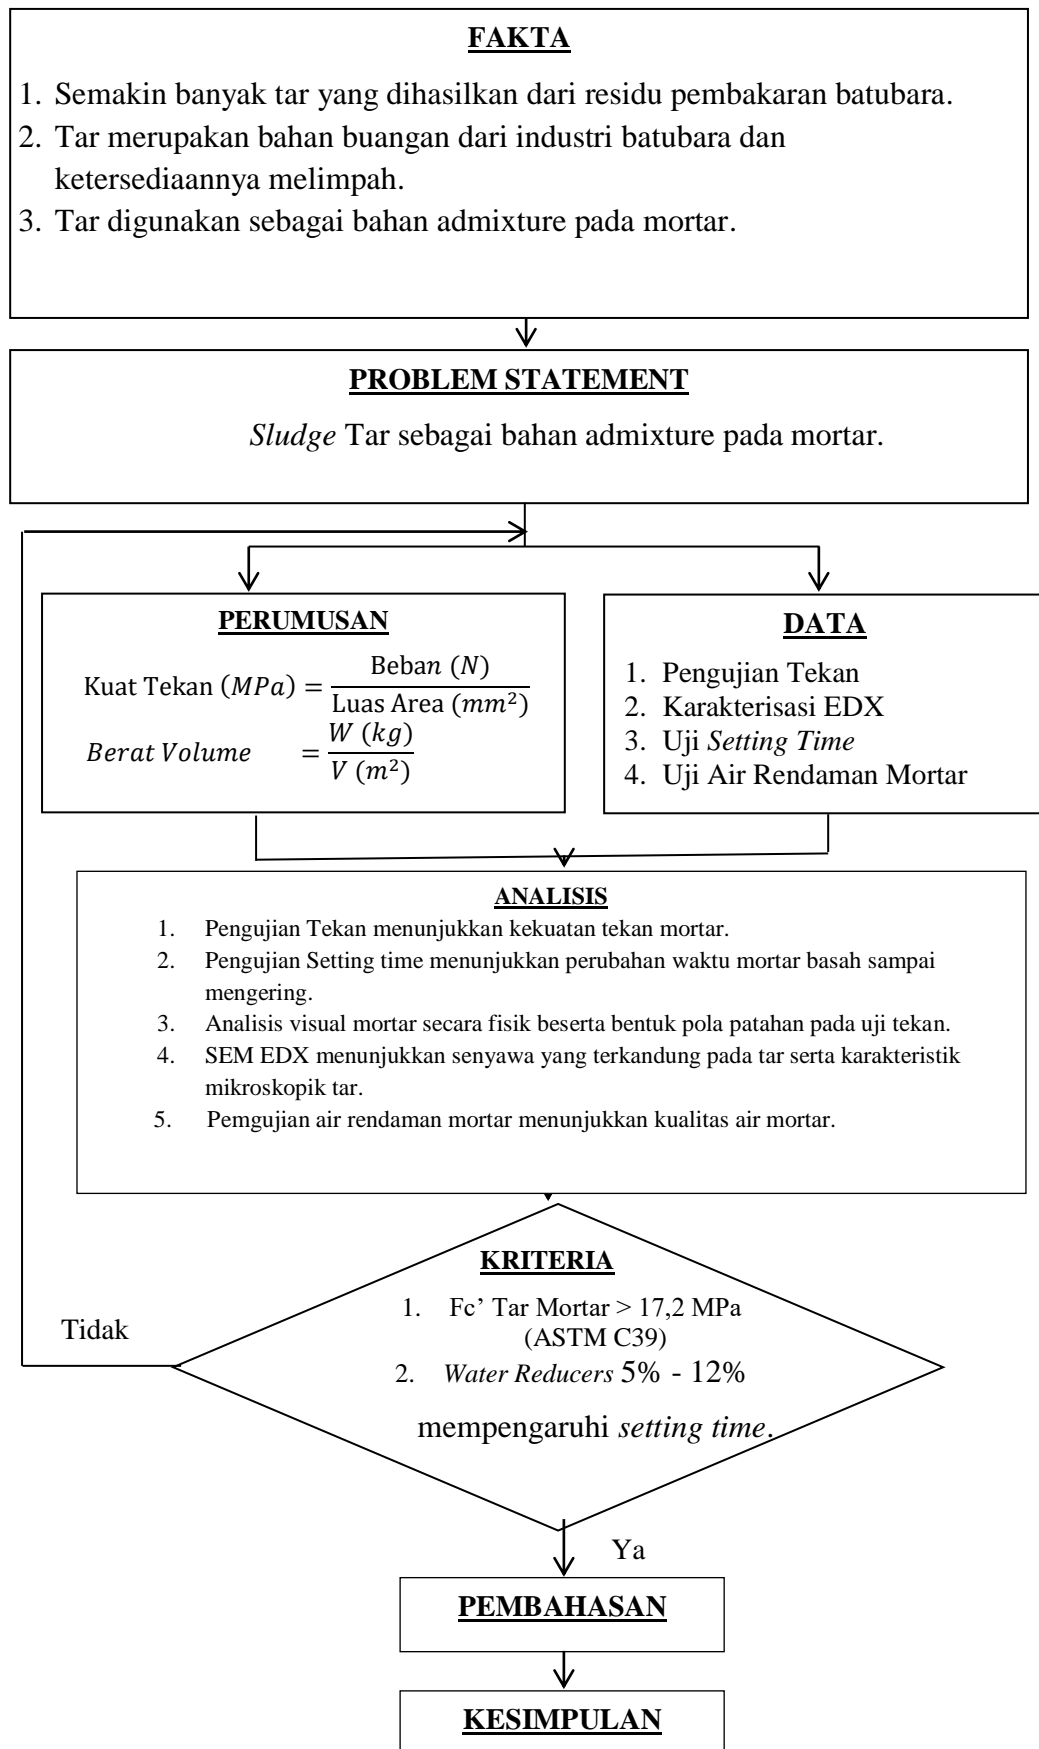 FAKTA
1. Semakin banyak tar yang dihasilkan dari residu pembakaran batubara.
2. Tar merupakan bahan buangan dari industri batubara dan
ketersediaannya melimpah.
3. Tar digunakan sebagai bahan admixture pada mortar.
PROBLEM STATEMENT
Sludge Tar sebagai bahan admixture pada mortar.
PERUMUSAN
Kuat Tekan (MPa) = Beban (N) / Luas Area (mm²)
Berat Volume = W (kg) / V (m²)
DATA
1. Pengujian Tekan
2. Karakterisasi EDX
3. Uji Setting Time
4. Uji Air Rendaman Mortar
ANALISIS
1. Pengujian Tekan menunjukkan kekuatan tekan mortar.
2. Pengujian Setting time menunjukkan perubahan waktu mortar basah sampai
mengering.
3. Analisis visual mortar secara fisik beserta bentuk pola patahan pada uji tekan.
4. SEM EDX menunjukkan senyawa yang terkandung pada tar serta karakteristik
mikroskopik tar.
5. Pemgujian air rendaman mortar menunjukkan kualitas air mortar.
KRITERIA
1. Fc’ Tar Mortar > 17,2 MPa
(ASTM C39)
2. Water Reducers 5% - 12%
mempengaruhi setting time.
Tidak
Ya
PEMBAHASAN
KESIMPULAN